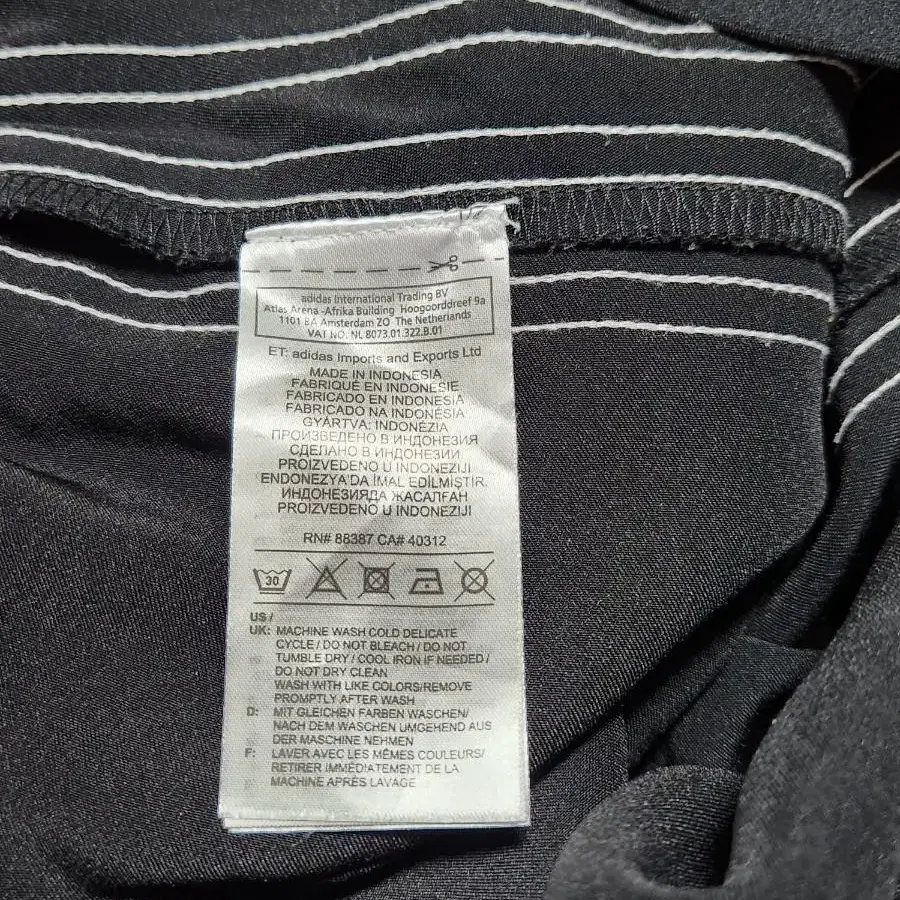 adidas International Trading BV
Atlas Arena -Afrika Building Hoogoorddreef 9a
1101 BA Amsterdam ZO The Netherlands
VAT NO: NL 8073.01.322.B.01
ET: adidas Imports and Exports Ltd
MADE IN INDONESIA
FABRIQUÉ EN INDONÉSIE
FABRICADO EN INDONESIA
FABRICADO NA INDONÉSIA
GYÁRTVA: INDONÉZIA
ПРОИЗВЕДЕНО В ИНДОНЕЗИЯ
СДЕЛАНО В ИНДОНЕЗИИ
PROIZVEDENO U INDONEZIJI
ENDONEZYA'DA İMAL EDİLMİŞTİR.
ИНДОНЕЗИЯДА ЖАСАЛҒАН
PROIZVEDENO U INDONEZIJI
RN# 88387 CA# 40312
30
US /
UK: MACHINE WASH COLD DELICATE
CYCLE / DO NOT BLEACH / DO NOT
TUMBLE DRY / COOL IRON IF NEEDED /
DO NOT DRY CLEAN
WASH WITH LIKE COLORS/REMOVE
PROMPTLY AFTER WASH
D: MIT GLEICHEN FARBEN WASCHEN/
NACH DEM WASCHEN UMGEHEND AUS
DER MASCHINE NEHMEN
F: LAVER AVEC LES MÊMES COULEURS/
RETIRER IMMÉDIATEMENT DE LA
MACHINE APRÈS LAVAGE